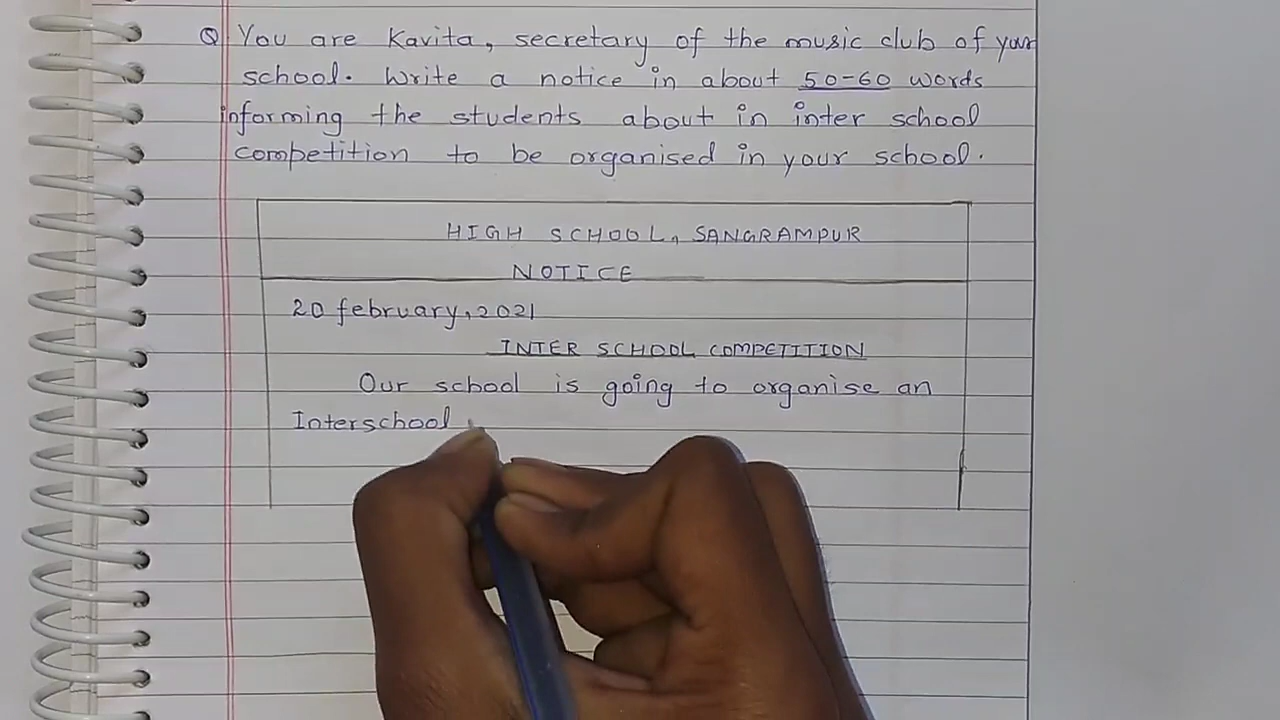 Q You are Kavita, secretary of the music club of your
school. Write a notice in about 50-60 words
informing the students about in inter school
competition to be organised in your school.
HIGH SCHOOL, SANGRAMPUR
NOTICE
20 february, 2021
INTER SCHOOL COMPETITION
Our school is going to organise an
Interschool